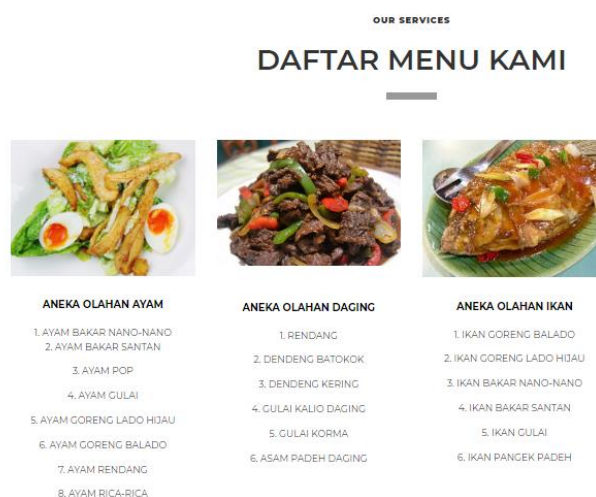 OUR SERVICES
DAFTAR MENU KAMI
ANEKA OLAHAN AYAM
1. AYAM BAKAR NANO-NANO
2. AYAM BAKAR SANTAN
3. AYAM POP
4. AYAM GULAI
5. AYAM GORENG LADO HIJAU
6. AYAM GORENG BALADO
7. AYAM RENDANG
8. AYAM RICA-RICA
ANEKA OLAHAN DAGING
1. RENDANG
2. DENDENG BATOKOK
3. DENDENG KERING
4. GULAI KALIO DAGING
5. GULAI KORMA
6. ASAM PADEH DAGING
ANEKA OLAHAN IKAN
1. IKAN GORENG BALADO
2. IKAN GORENG LADO HIJAU
3. IKAN BAKAR NANO-NANO
4. IKAN BAKAR SANTAN
5. IKAN GULAI
6. IKAN PANGEK PADEH